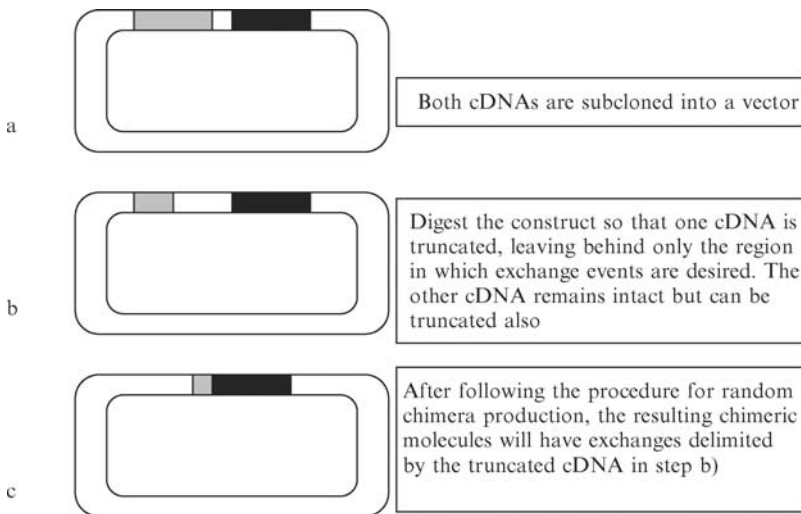 a
Both cDNAs are subcloned into a vector
b
Digest the construct so that one cDNA is
truncated, leaving behind only the region
in which exchange events are desired. The
other cDNA remains intact but can be
truncated also
c
After following the procedure for random
chimera production, the resulting chimeric
molecules will have exchanges delimited
by the truncated cDNA in step b)